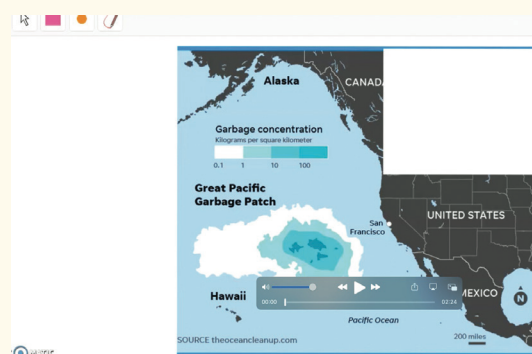 Alaska
CANAD
Garbage concentration
Kilograms per square kilometer
0.1 1 10 100
Great Pacific
Garbage Patch
San
Francisco
UNITED STATES
Hawaii
00:00
02:24
MEXICO
N
Pacific Ocean
SOURCE theoceancleanup.com
200 miles